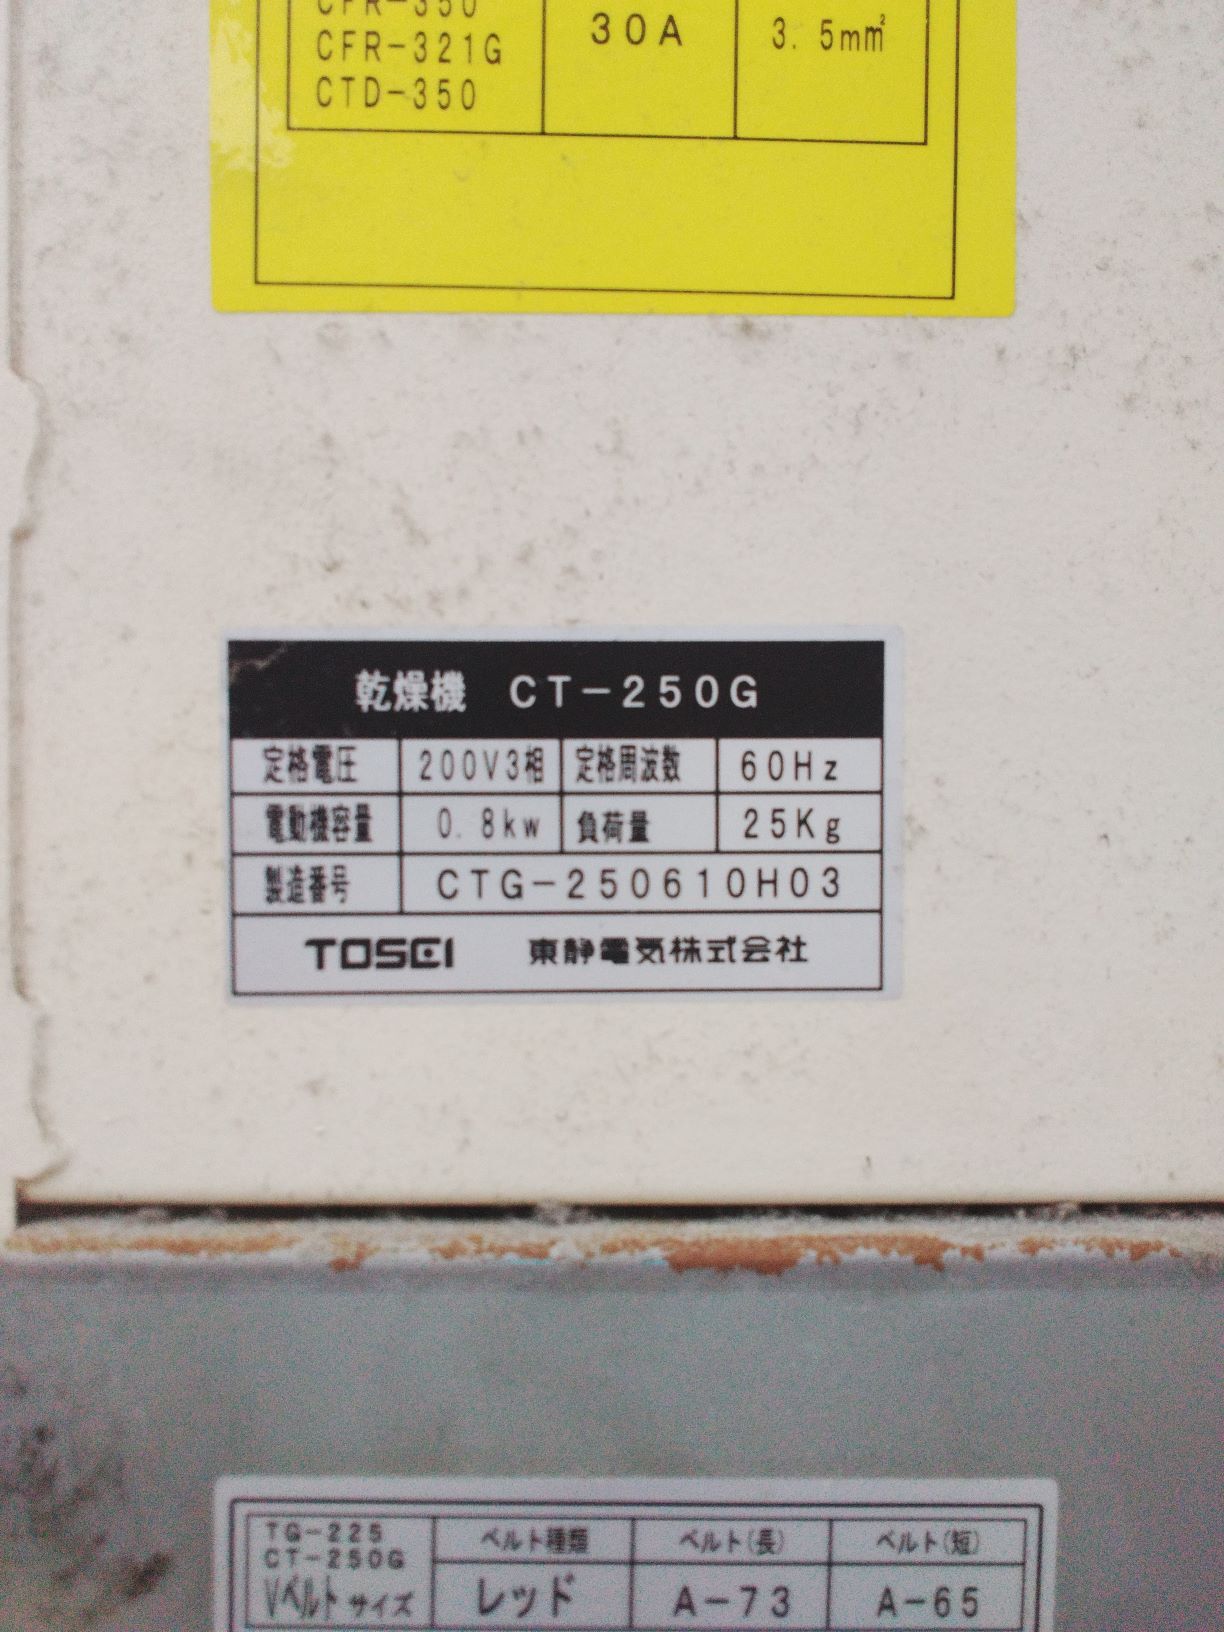 CFR-350
CFR-321G
CTD-350
30A
3.5mm²
乾燥機 CT-250G
定格電圧 200V3相 定格周波数 60Hz
電動機容量 0.8kw 負荷量 25Kg
製造番号 CTG-250610H03
TOSEI 東静電気株式会社
TG-225
CT-250G
Vベルトサイズ
ベルト種類 ベルト(長) ベルト(短)
レッド A-73 A-65